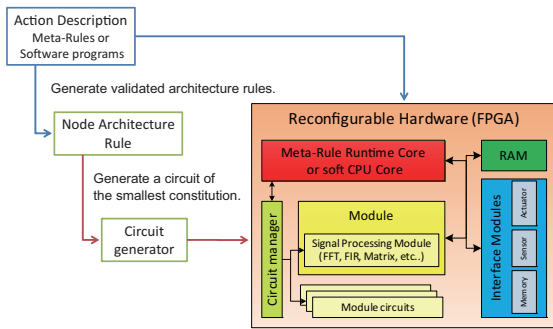 Action Description
Meta-Rules or
Software programs
Generate validated architecture rules.
Node Architecture
Rule
Generate a circuit of
the smallest constitution.
Circuit
generator
Reconfigurable Hardware (FPGA)
Meta-Rule Runtime Core
or soft CPU Core
RAM
Circuit manager
Module
Signal Processing Module
(FFT, FIR, Matrix, etc..)
Module circuits
Interface Modules
Actuator
Sensor
Memory